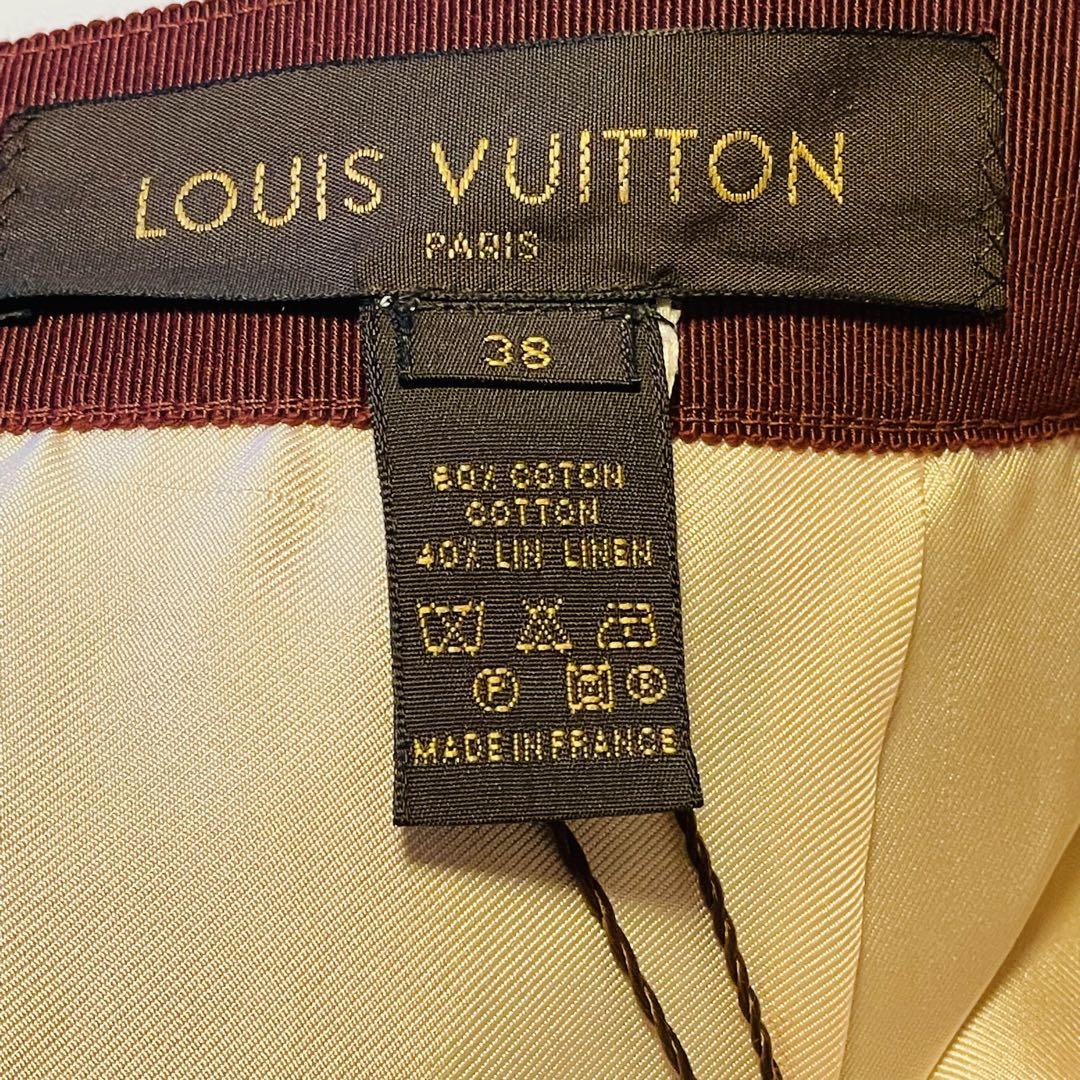 LOUIS VUITTON
PARIS
38
60% COTON
COTTON
40% LIN LINEN
P
MADE IN FRANCE